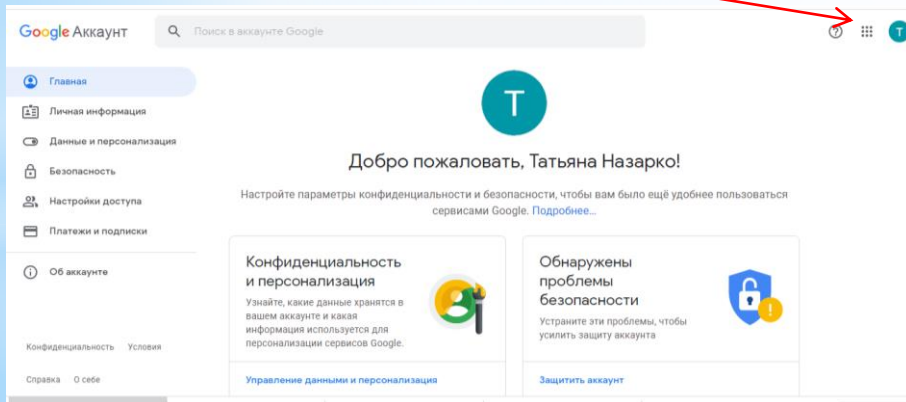 Google Аккаунт
Поиск в аккаунте Google
T
Главная
Личная информация
Данные и персонализация
Безопасность
Настройки доступа
Платежи и подписки
Об аккаунте
Конфиденциальность Условия
Справка О себе
T
Добро пожаловать, Татьяна Назарко!
Настройте параметры конфиденциальности и безопасности, чтобы вам было ещё удобнее пользоваться
сервисами Google. Подробнее...
Конфиденциальность
и персонализация
Узнайте, какие данные хранятся в
вашем аккаунте и какая
информация используется для
персонализации сервисов Google.
Управление данными и персонализация
Обнаружены
проблемы
безопасности
Устраните эти проблемы, чтобы
усилить защиту аккаунта
Защитить аккаунт